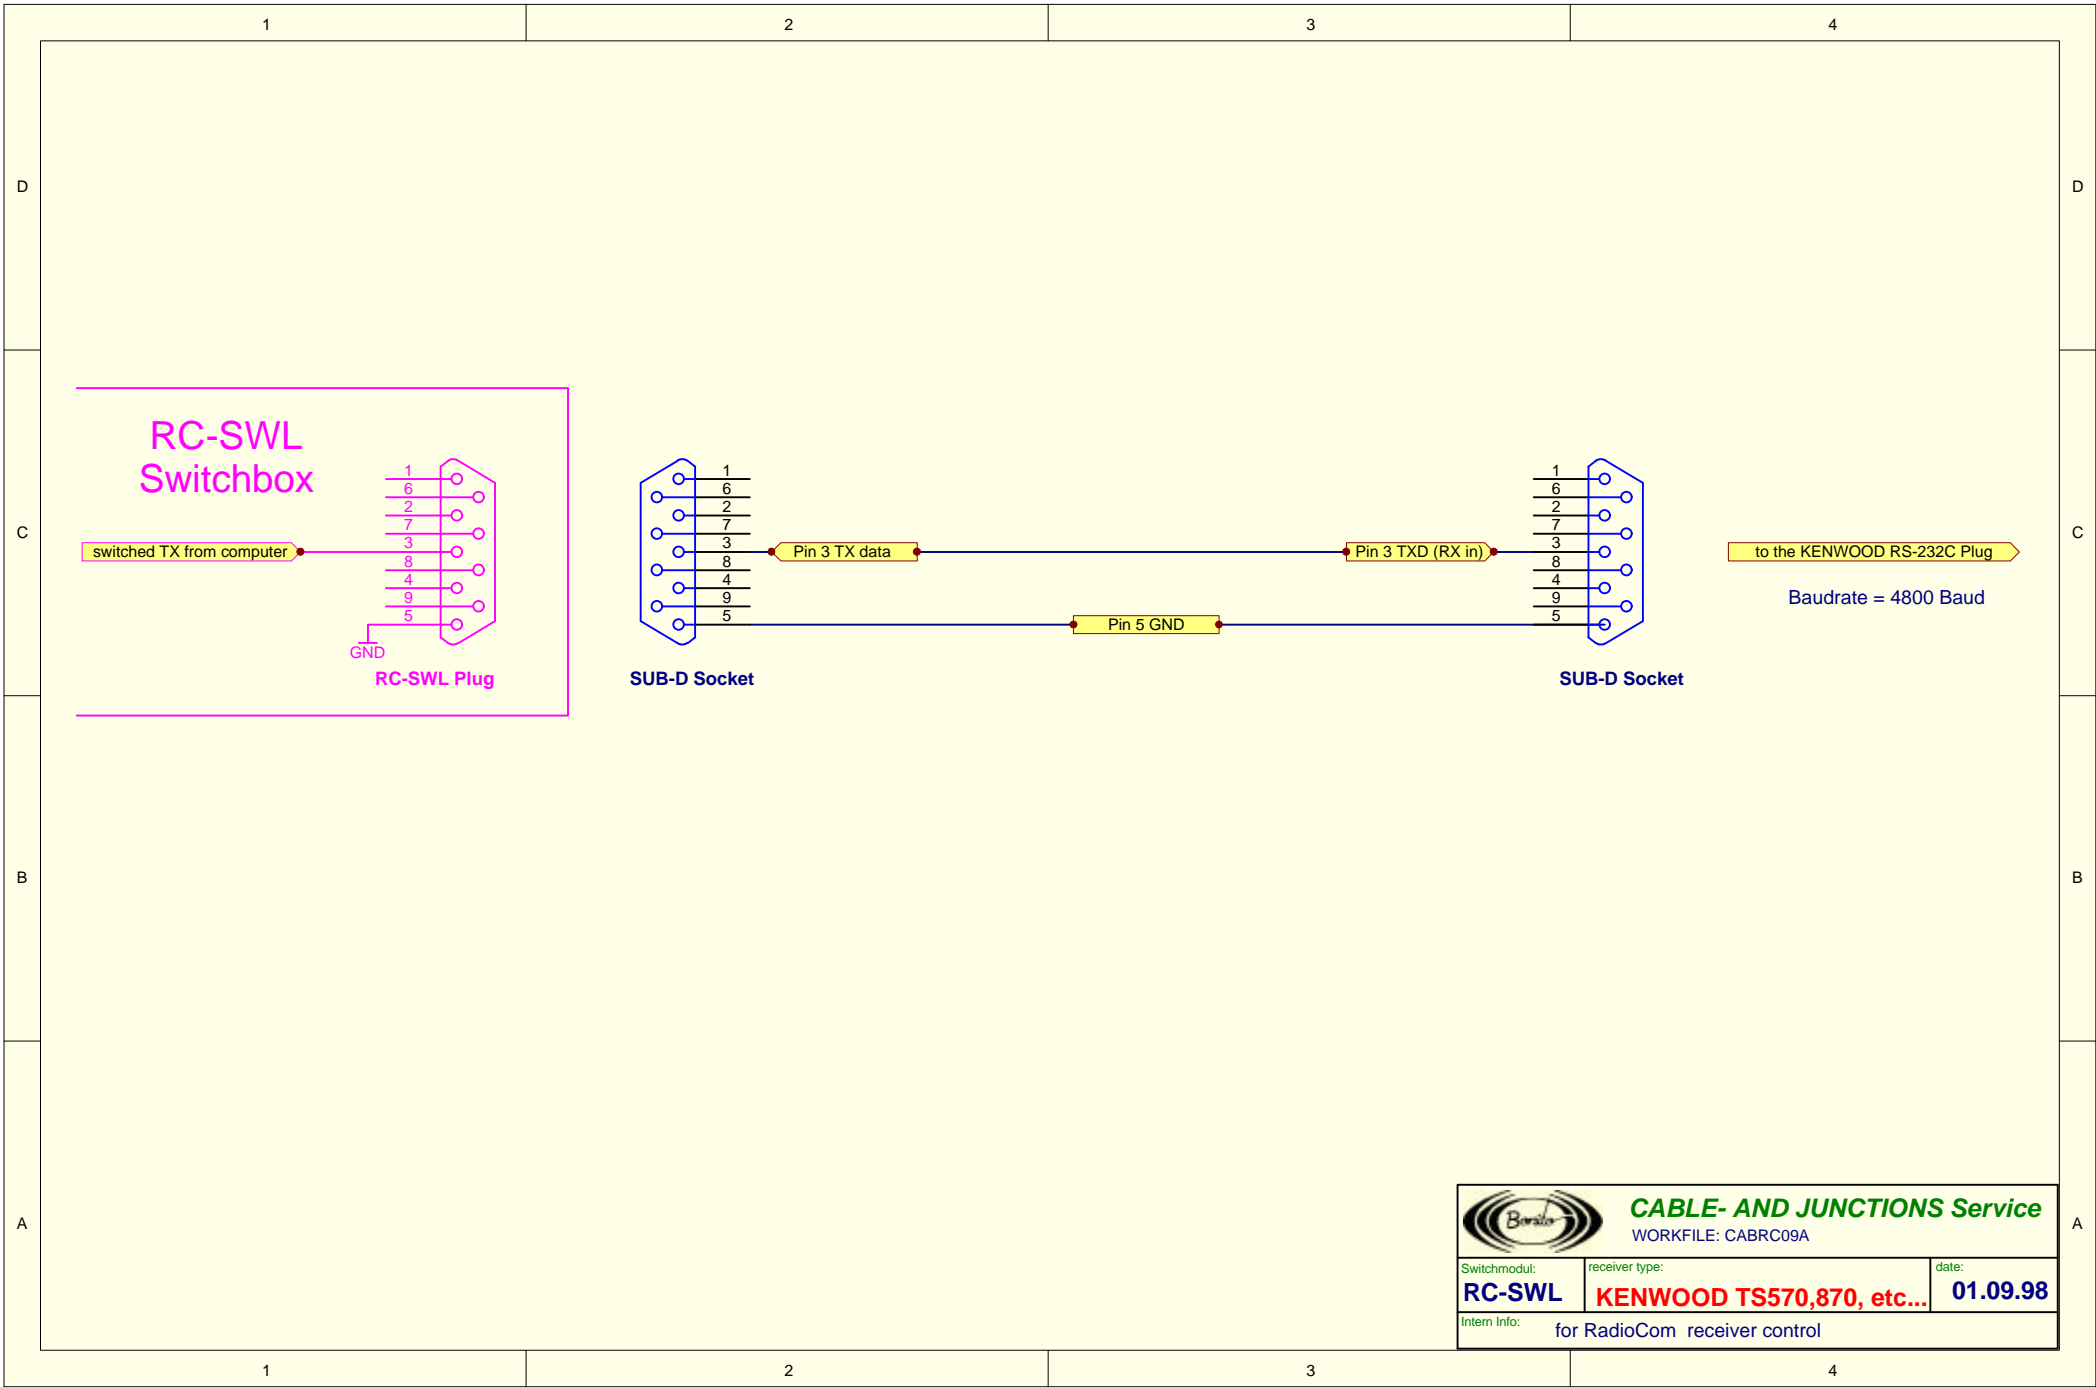 1 2 3 4
D D
RC-SWL
Switchbox
C C
switched TX from computer
1
6
2
7
3
8
4
9
5
GND
RC-SWL Plug
1
6
2
7
3
8
4
9
5
SUB-D Socket
Pin 3 TX data
Pin 3 TXD (RX in)
Pin 5 GND
1
6
2
7
3
8
4
9
5
SUB-D Socket
to the KENWOOD RS-232C Plug
Baudrate = 4800 Baud
B B
A A
Bonito
CABLE- AND JUNCTIONS Service
WORKFILE: CABRC09A
Switchmodul:
RC-SWL
receiver type:
KENWOOD TS570,870, etc...
date:
01.09.98
Intern Info:
for RadioCom receiver control
1 2 3 4